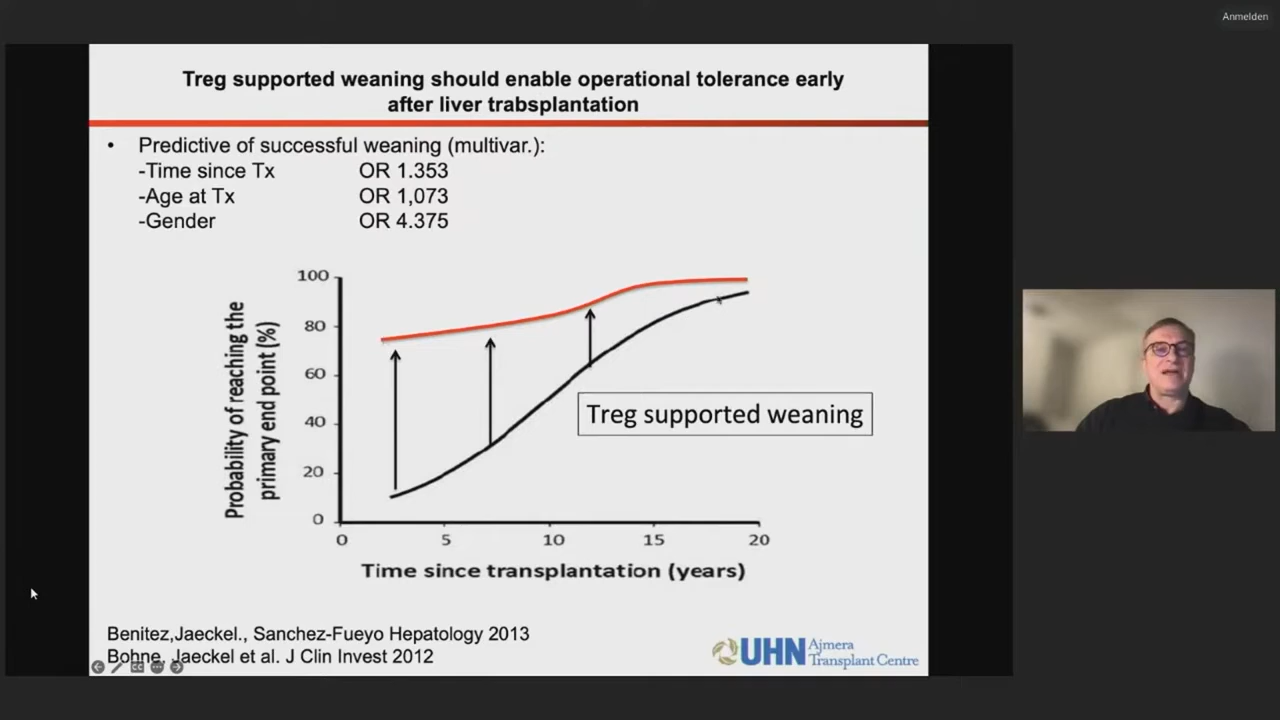 Anmelden
Treg supported weaning should enable operational tolerance early
after liver trabsplantation
• Predictive of successful weaning (multivar.):
-Time since Tx OR 1.353
-Age at Tx OR 1,073
-Gender OR 4.375
Probability of reaching the
primary end point (%)
100
80
60
40
20
0
Treg supported weaning
0 5 10 15 20
Time since transplantation (years)
Benitez,Jaeckel., Sanchez-Fueyo Hepatology 2013
Bohne, Jaeckel et al. J Clin Invest 2012
UHN Ajmera
Transplant Centre